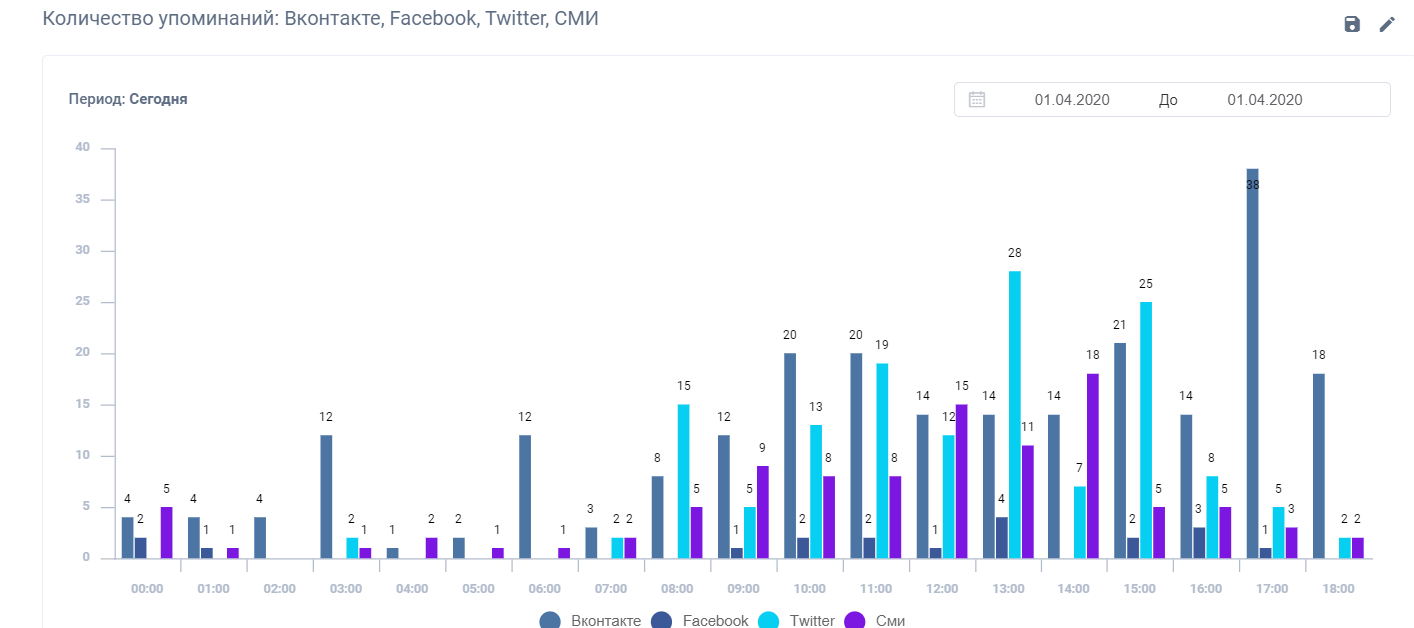 Количество упоминаний: Вконтакте, Facebook, Twitter, СМИ
Период: Сегодня
01.04.2020 До 01.04.2020
40
35
30
25
20
15
10
5
0
4 2 5
4 1 1
4
12 2 1
1 2
2 1
12 1
3 2 2
8 15 5
12 1 5 9
20 2 13 8
20 2 19 8
14 1 12 15
14 4 28 11
14 7 18
21 2 25 5
14 3 8 5
38 1 5 3
18 2 2
00:00 01:00 02:00 03:00 04:00 05:00 06:00 07:00 08:00 09:00 10:00 11:00 12:00 13:00 14:00 15:00 16:00 17:00 18:00
Вконтакте Facebook Twitter Сми